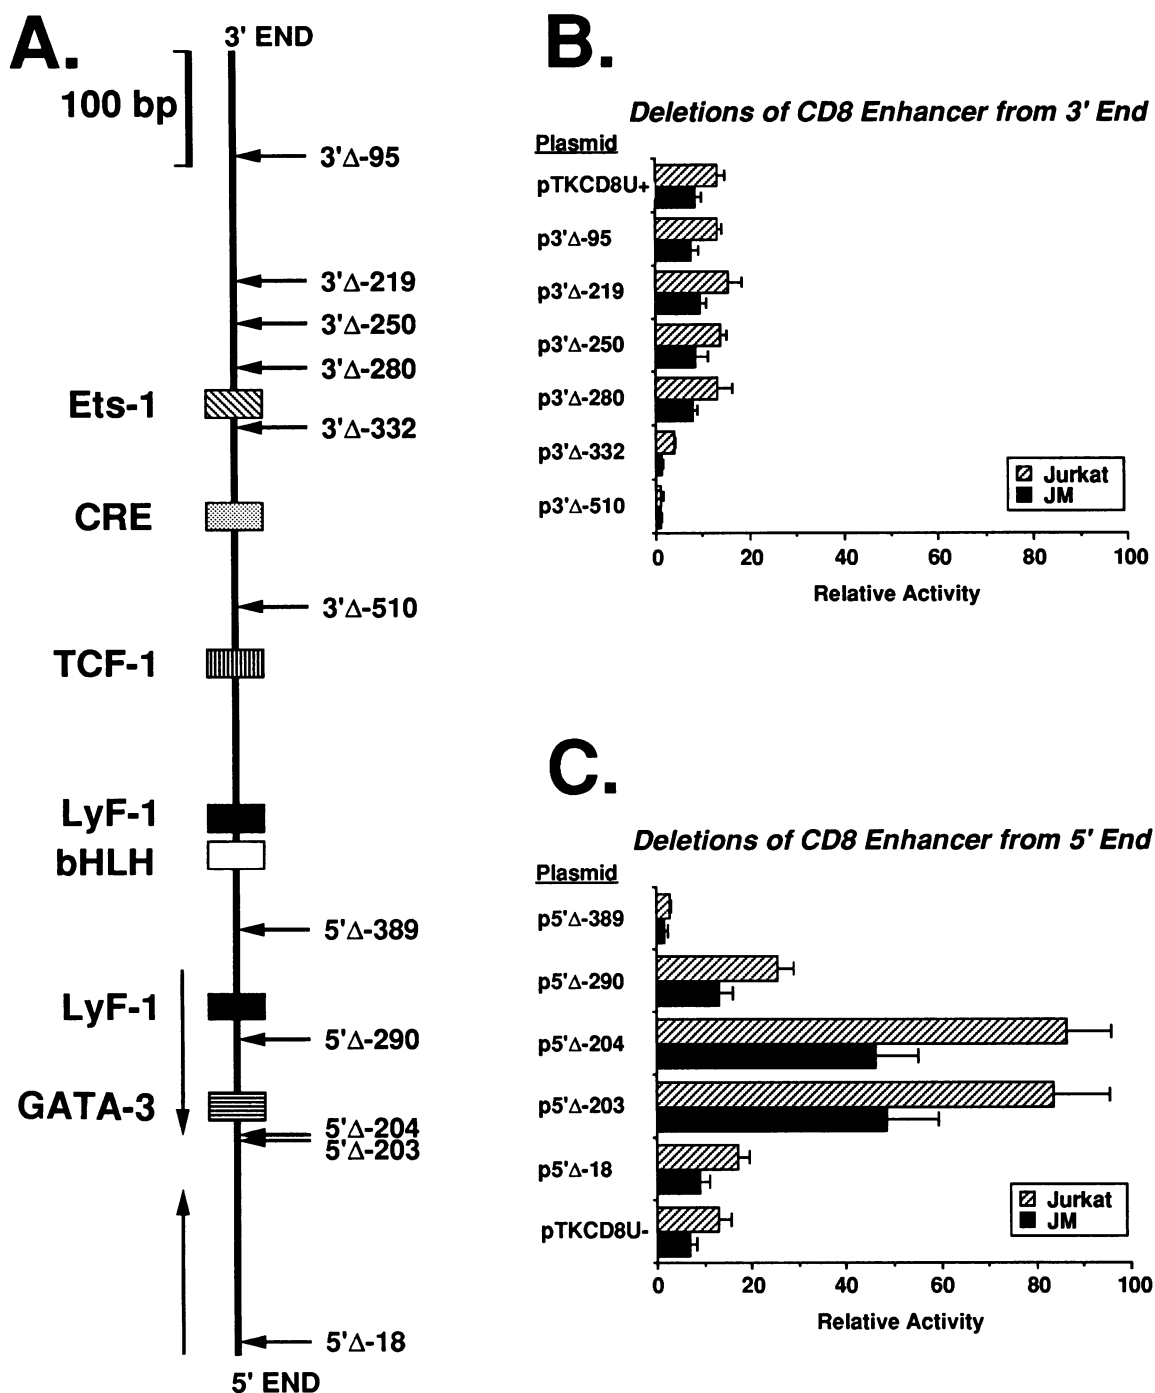 A.
3' END
100 bp
3'Δ-95
3'Δ-219
3'Δ-250
3'Δ-280
Ets-1
3'Δ-332
CRE
3'Δ-510
TCF-1
LyF-1
bHLH
5'Δ-389
LyF-1
5'Δ-290
GATA-3
5'Δ-204
5'Δ-203
5'Δ-18
5' END
B.
Deletions of CD8 Enhancer from 3' End
Plasmid
pTKCD8U+
p3'Δ-95
p3'Δ-219
p3'Δ-250
p3'Δ-280
p3'Δ-332
p3'Δ-510
Jurkat
JM
0 20 40 60 80 100
Relative Activity
C.
Deletions of CD8 Enhancer from 5' End
Plasmid
p5'Δ-389
p5'Δ-290
p5'Δ-204
p5'Δ-203
p5'Δ-18
pTKCD8U-
Jurkat
JM
0 20 40 60 80 100
Relative Activity